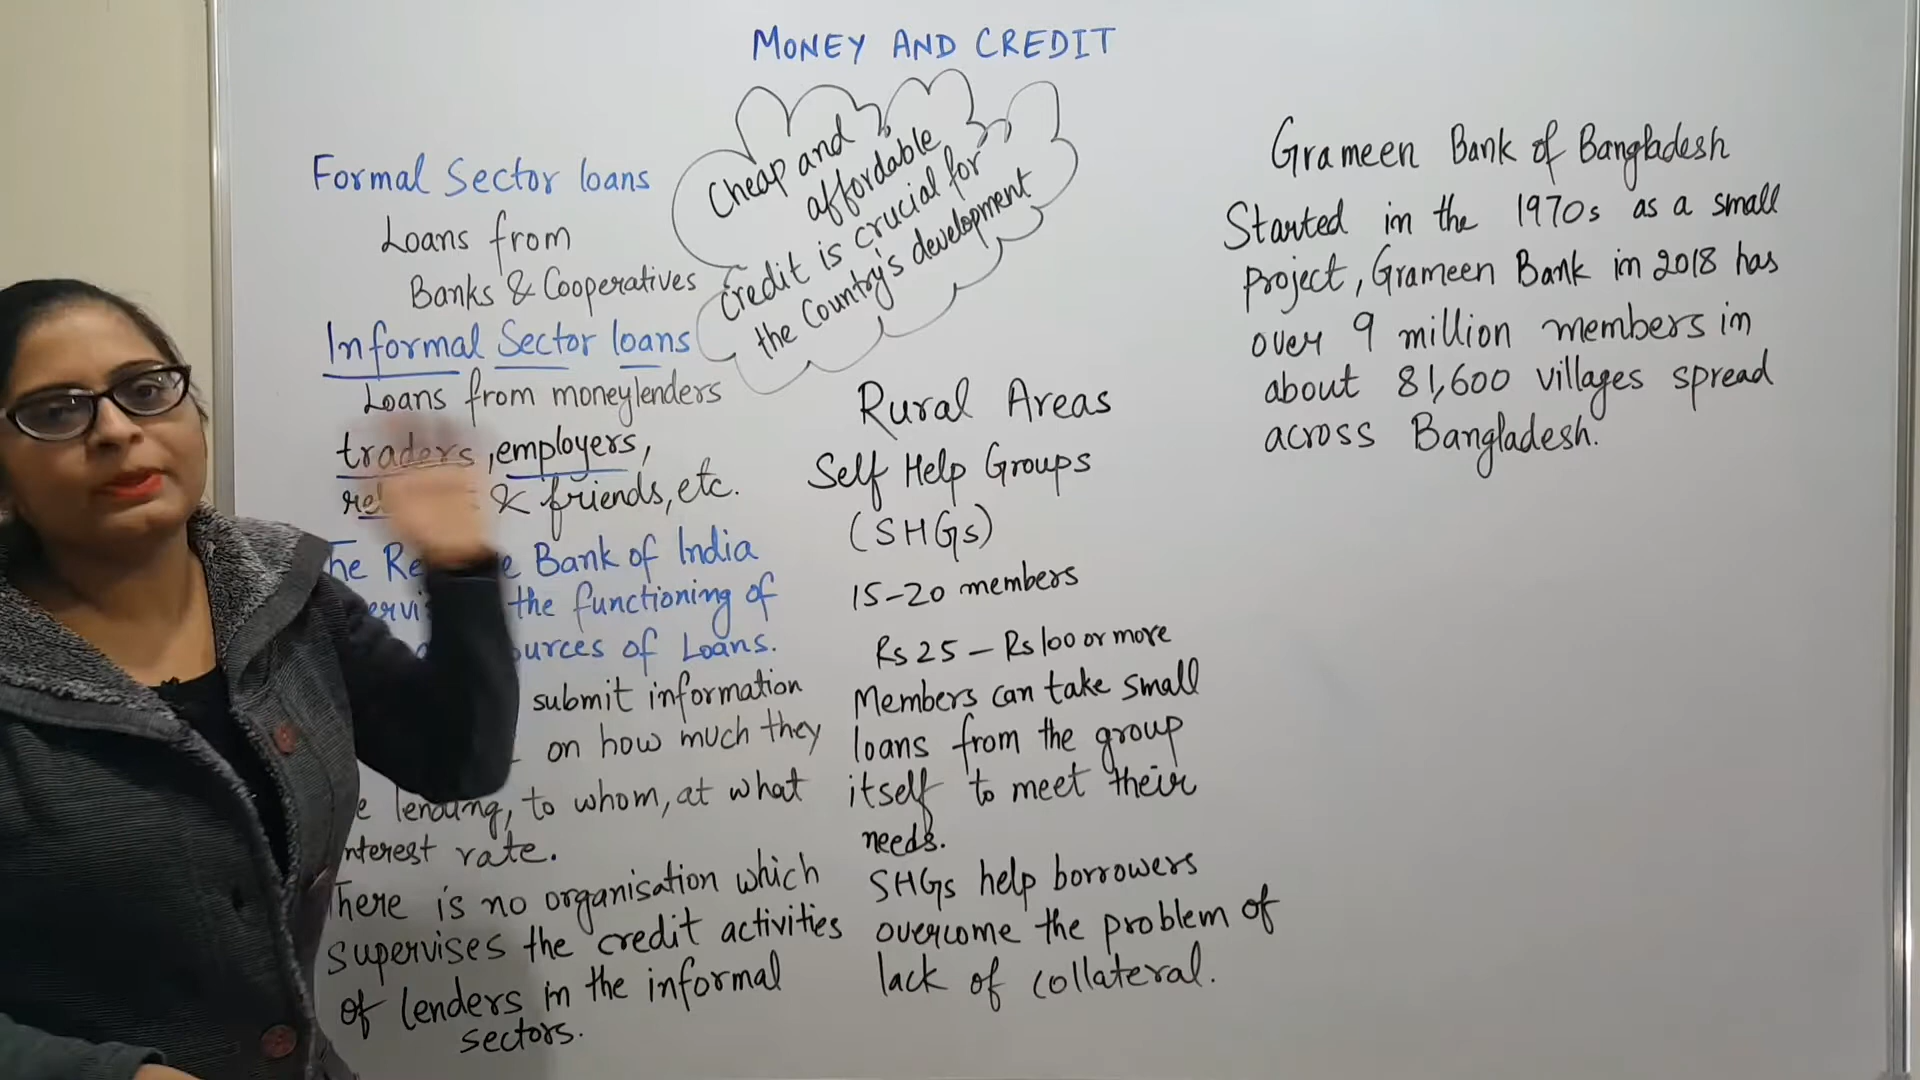 MONEY AND CREDIT
Formal Sector loans
Loans from
Banks & Cooperatives
Informal Sector loans
Loans from moneylenders
traders, employers,
& friends, etc.
The Bank of India
the functioning of
of Loans.
submit information
on how much they
lending, to whom, at what
interest rate.
There is no organisation which
supervises the credit activities
of lenders in the informal
sectors.
Cheap and
affordable
credit is crucial for
the Country's development
Rural Areas
Self Help Groups
(SHGs)
15-20 members
Rs 25 - Rs 100 or more
Members can take small
loans from the group
itself to meet their
needs.
SHGs help borrowers
overcome the problem of
lack of collateral.
Grameen Bank of Bangladesh
Started in the 1970s as a small
project, Grameen Bank in 2018 has
over 9 million members in
about 81,600 villages spread
across Bangladesh.